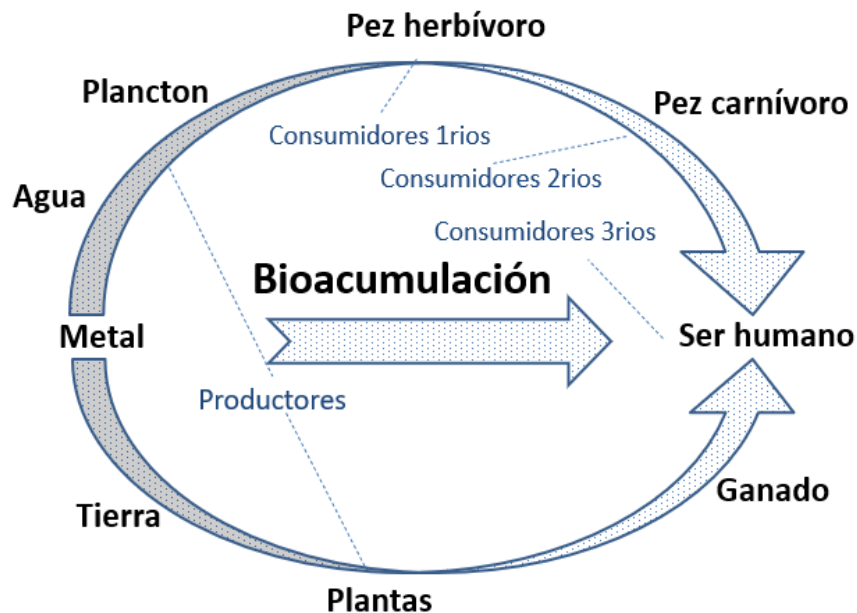 Pez herbívoro
Plancton
Pez carnívoro
Consumidores 1rios
Consumidores 2rios
Agua
Consumidores 3rios
Bioacumulación
Metal
Ser humano
Productores
Ganado
Tierra
Plantas